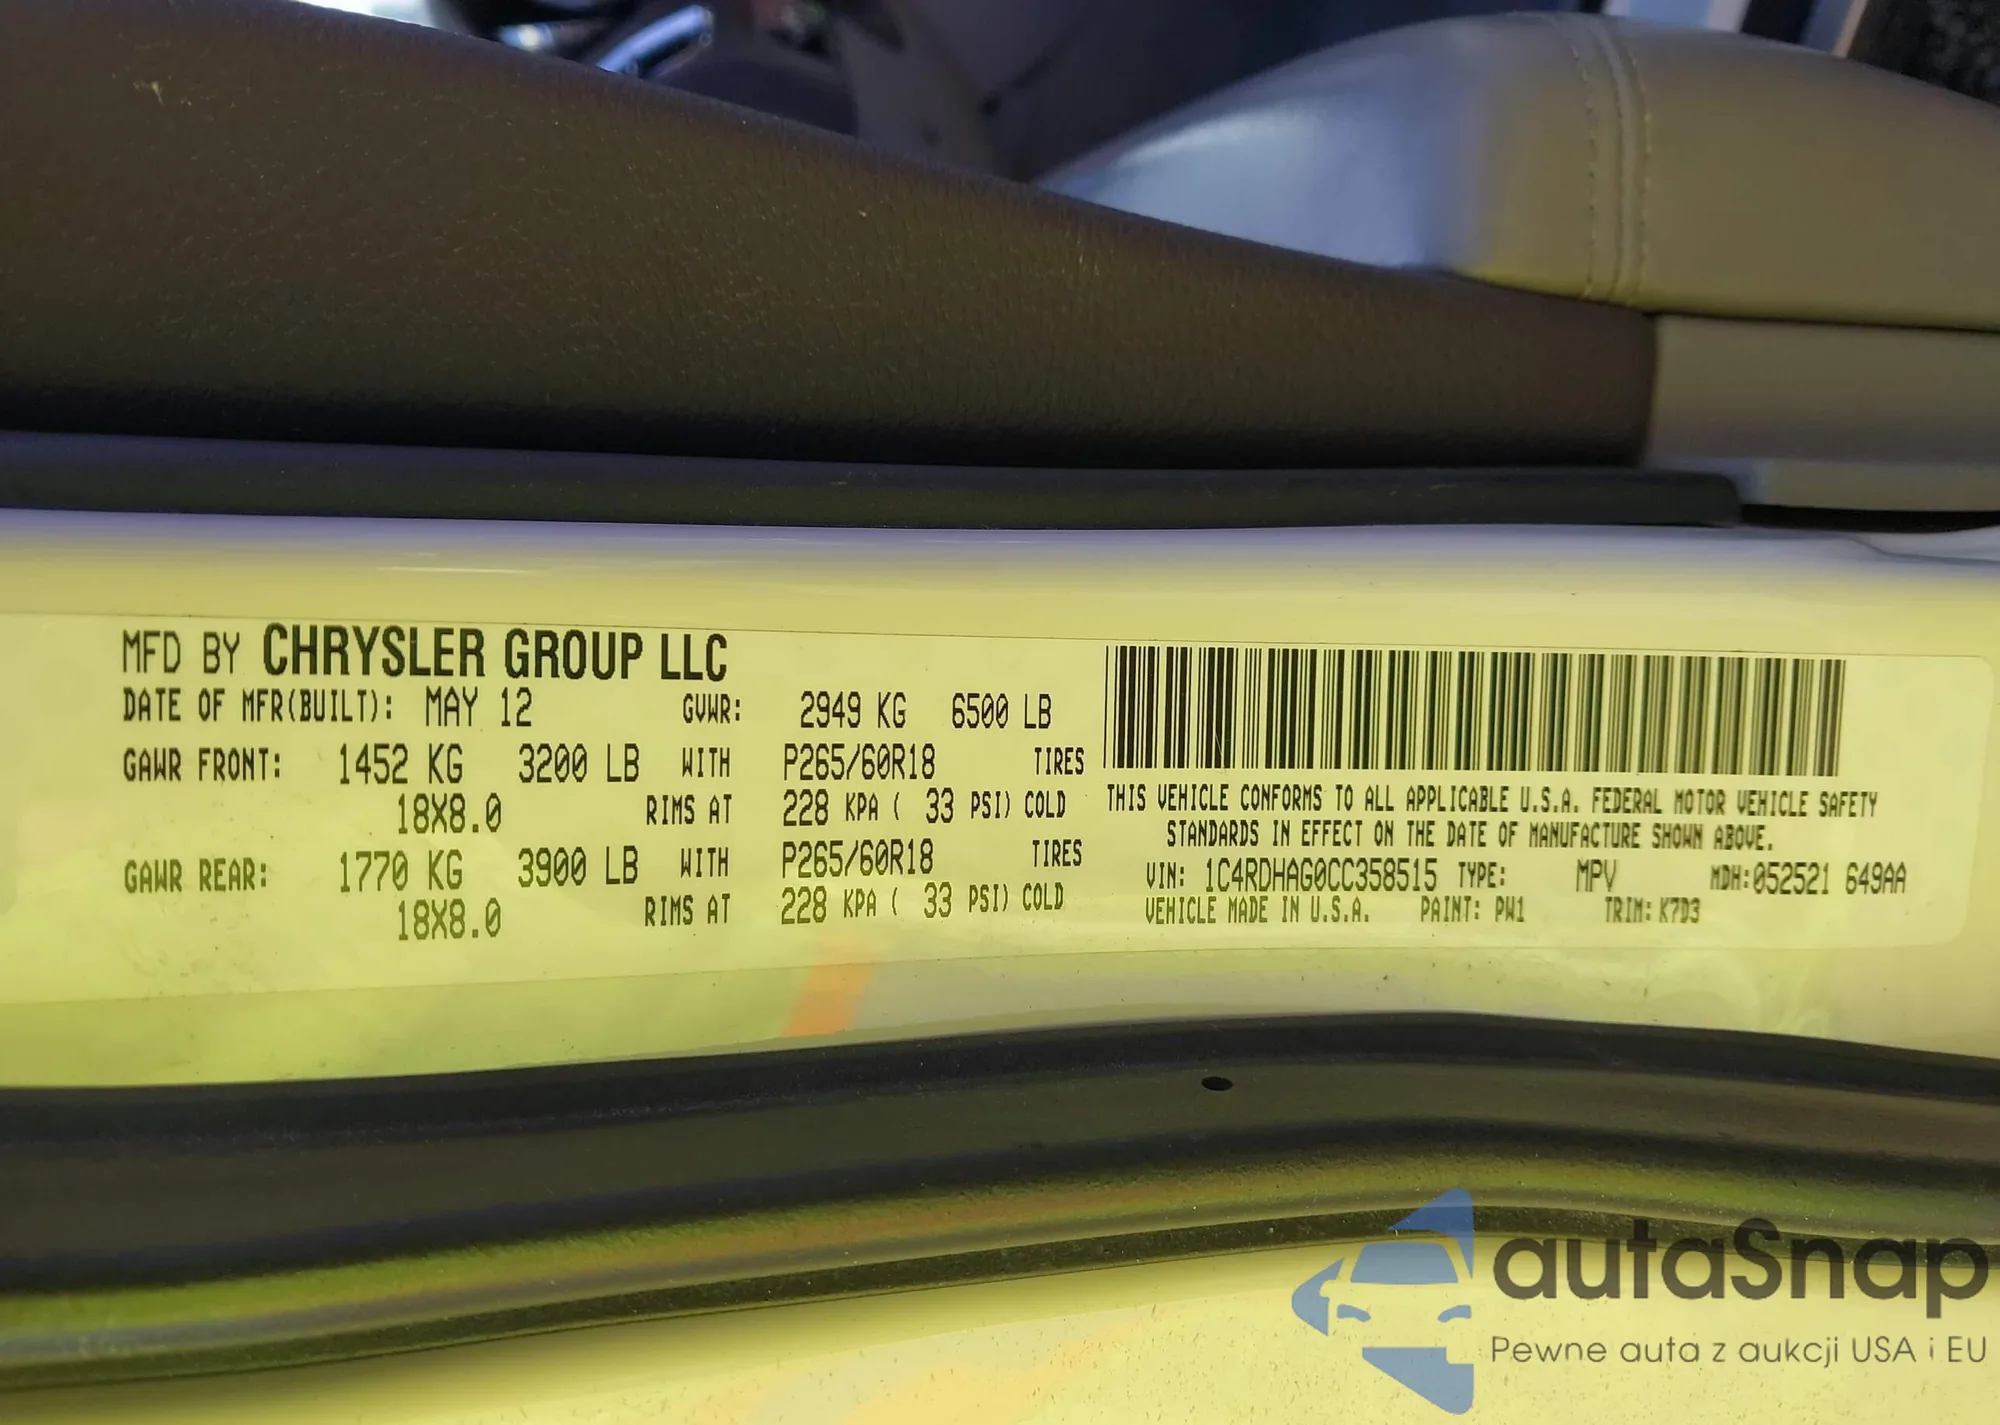 MFD BY CHRYSLER GROUP LLC
DATE OF MFR(BUILT): MAY 12 GVWR: 2949 KG 6500 LB
GAWR FRONT: 1452 KG 3200 LB WITH P265/60R18 TIRES
18X8.0 RIMS AT 228 KPA ( 33 PSI) COLD
GAWR REAR: 1770 KG 3900 LB WITH P265/60R18 TIRES
18X8.0 RIMS AT 228 KPA ( 33 PSI) COLD
THIS VEHICLE CONFORMS TO ALL APPLICABLE U.S.A. FEDERAL MOTOR VEHICLE SAFETY
STANDARDS IN EFFECT ON THE DATE OF MANUFACTURE SHOWN ABOVE.
VIN: 1C4RDHAG0CC358515 TYPE: MPV MDH:052521 649AA
VEHICLE MADE IN U.S.A. PAINT: PW1 TRIM: K7D3
autaSnap
Pewne auta z aukcji USA i EU